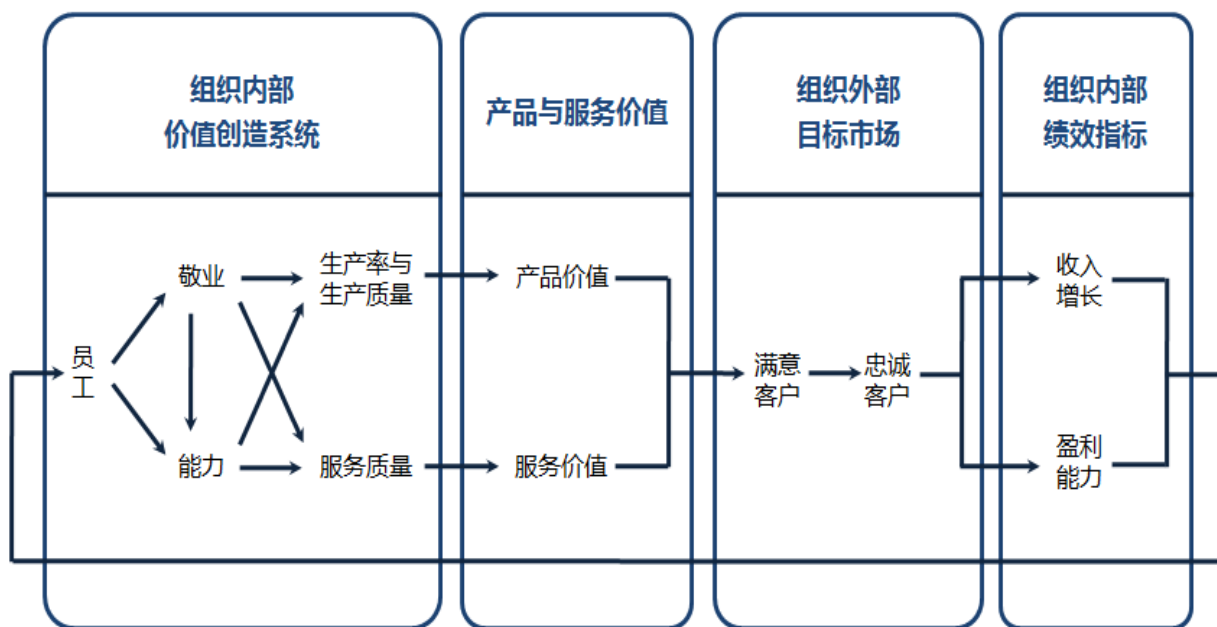 组织内部
价值创造系统
产品与服务价值
组织外部
目标市场
组织内部
绩效指标
员
工
敬业
能力
生产率与
生产质量
服务质量
产品价值
服务价值
满意
客户
忠诚
客户
收入
增长
盈利
能力